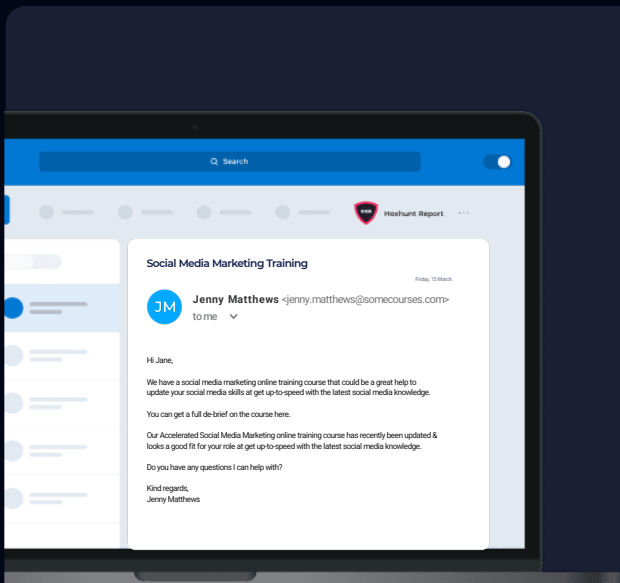 Search
Hoxhunt Report
Social Media Marketing Training
Friday, 15 March
JM
Jenny Matthews <jenny.matthews@somecourses.com>
to me
Hi Jane,
We have a social media marketing online training course that could be a great help to
update your social media skills at get up-to-speed with the latest social media knowledge.
You can get a full de-brief on the course here.
Our Accelerated Social Media Marketing online training course has recently been updated &
looks a good fit for your role at get up-to-speed with the latest social media knowledge.
Do you have any questions I can help with?
Kind regards,
Jenny Matthews